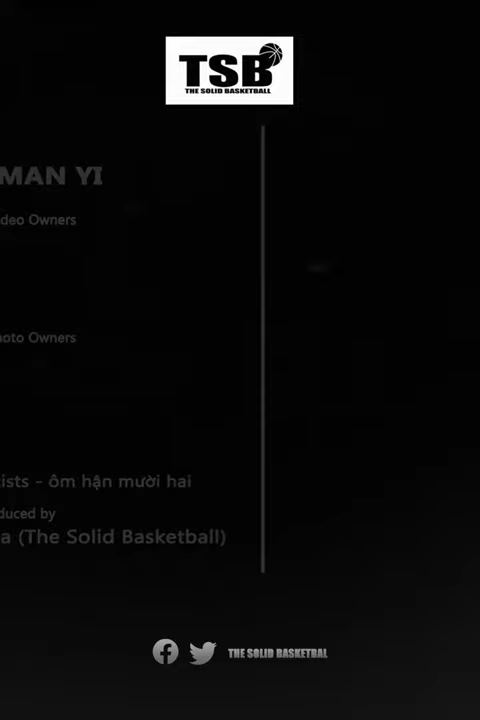 TSB
THE SOLID BASKETBALL
MAN YI
deo Owners
oto Owners
ists - ôm hận mười hai
duced by
a (The Solid Basketball)
THE SOLID BASKETBAL